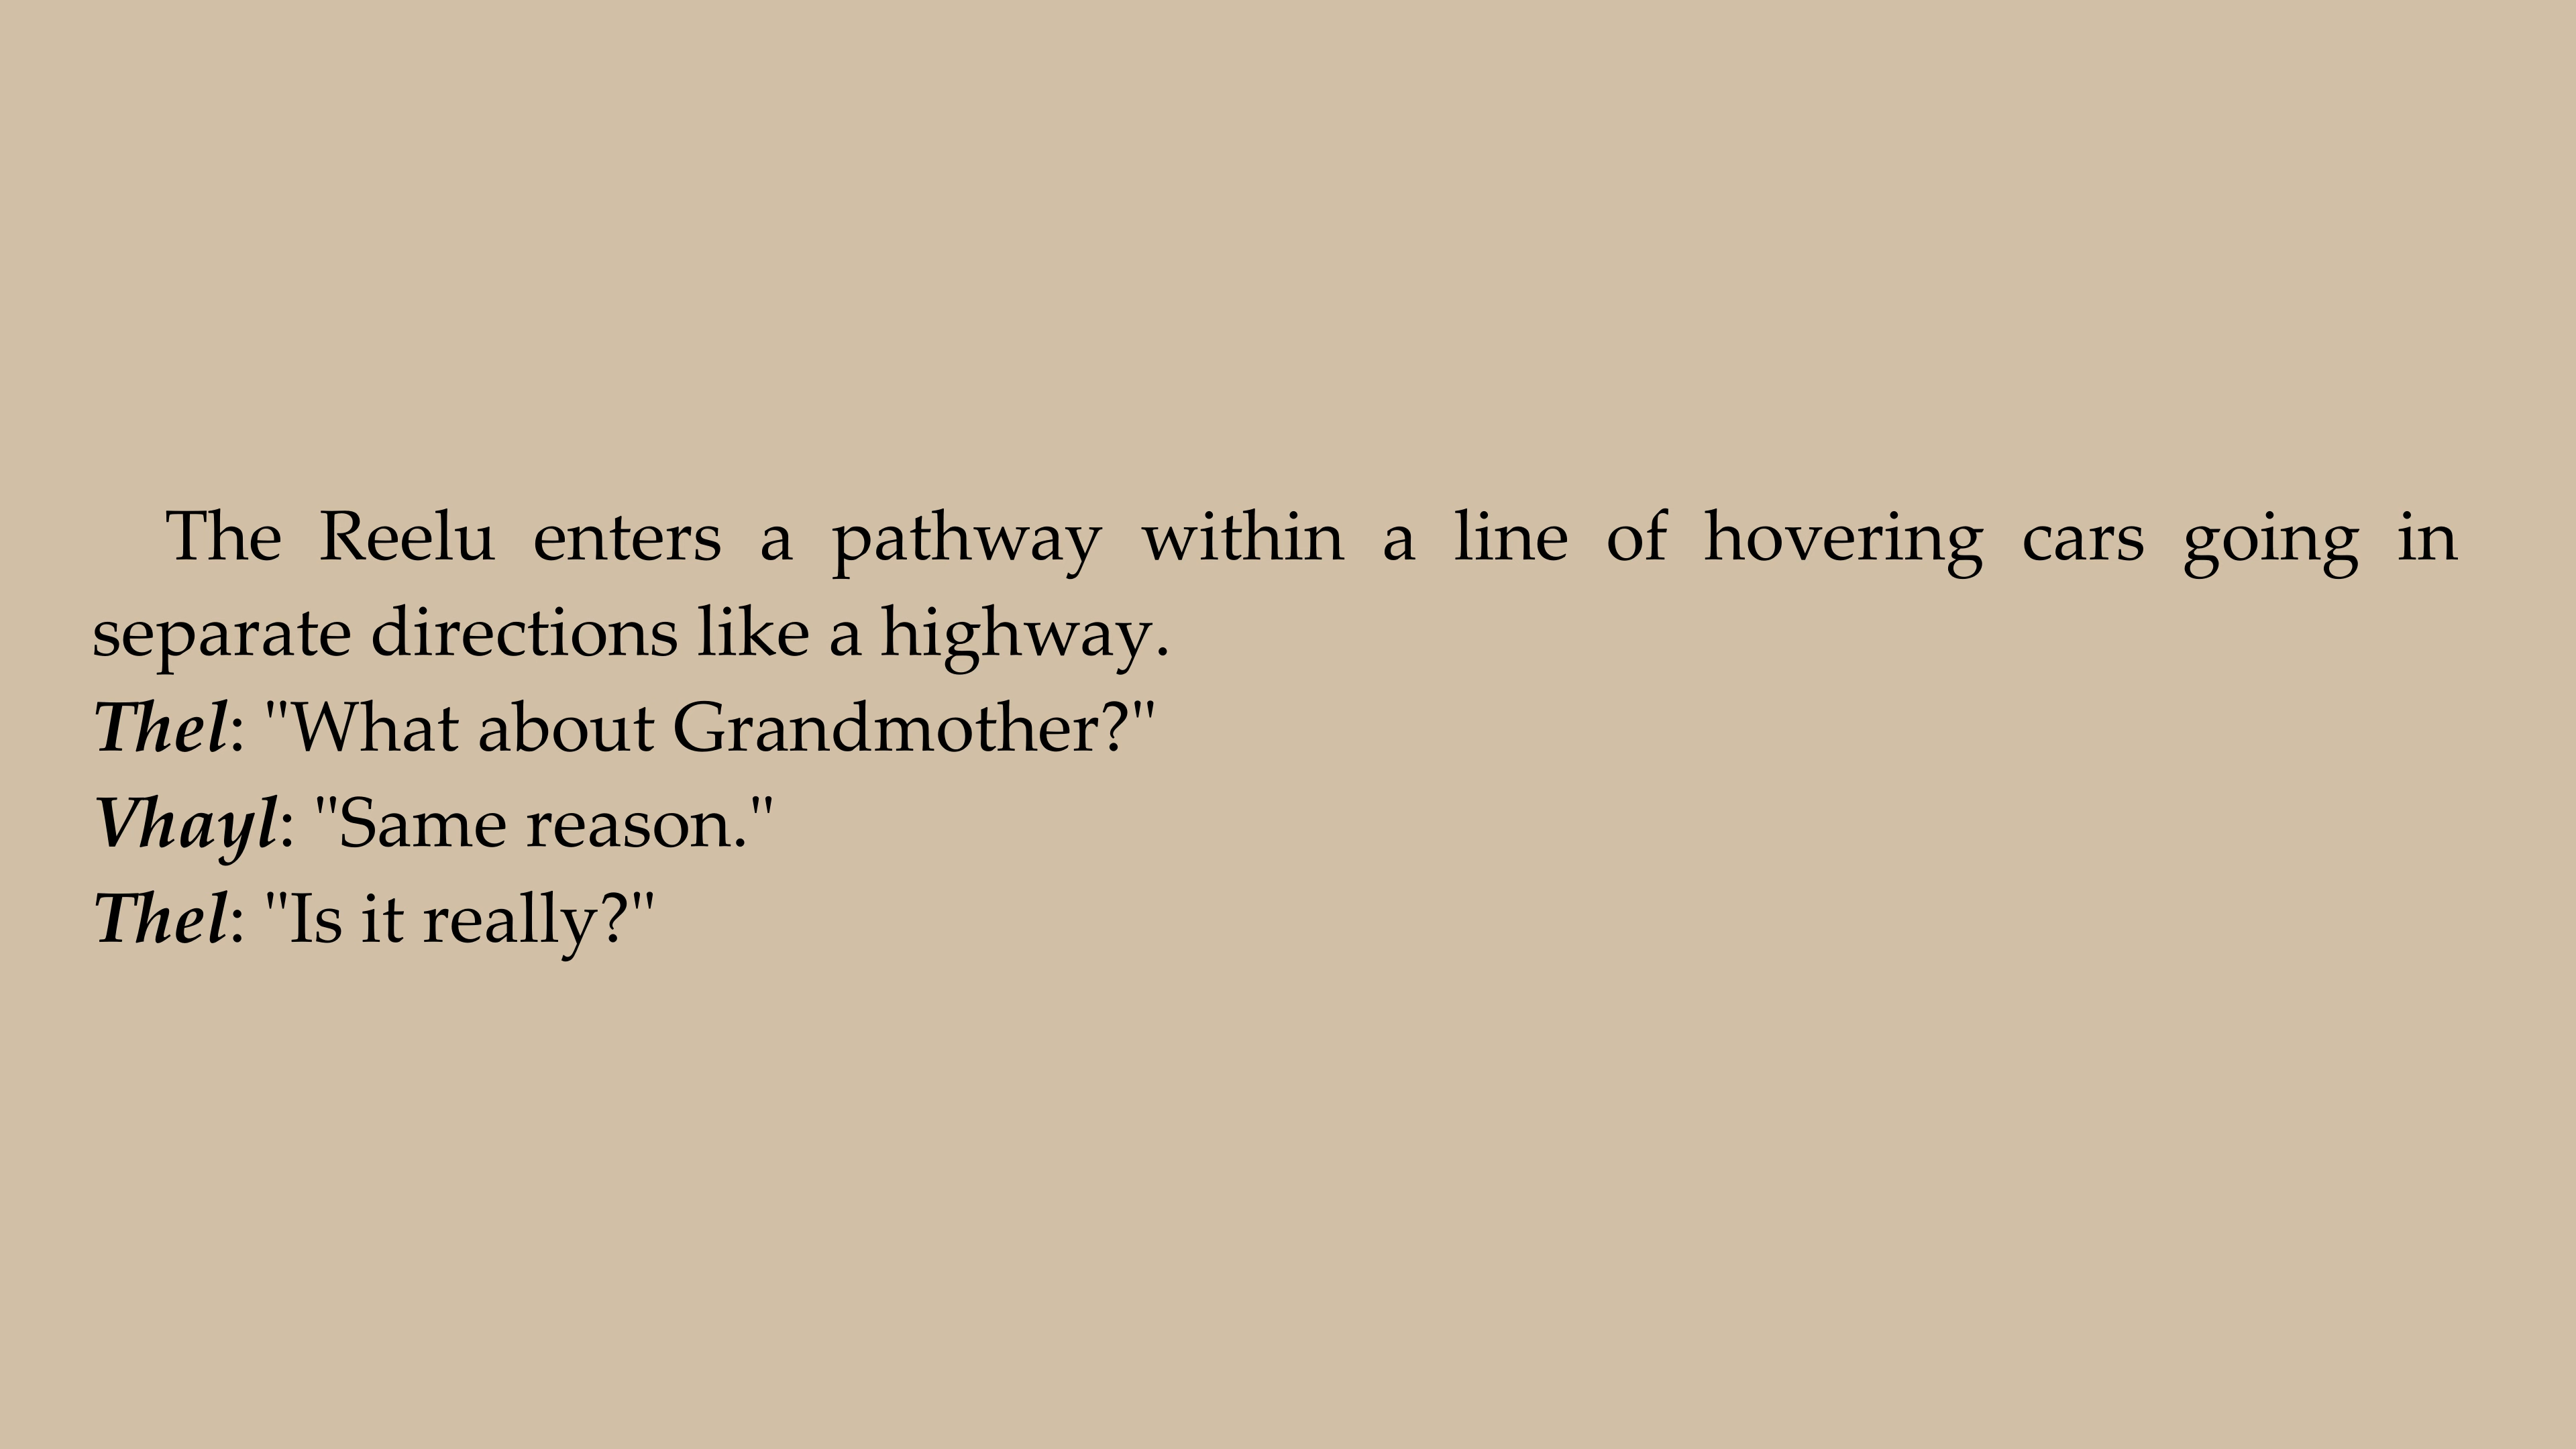 The Reelu enters a pathway within a line of hovering cars going in
separate directions like a highway.
Thel: "What about Grandmother?"
Vhayl: "Same reason."
Thel: "Is it really?"